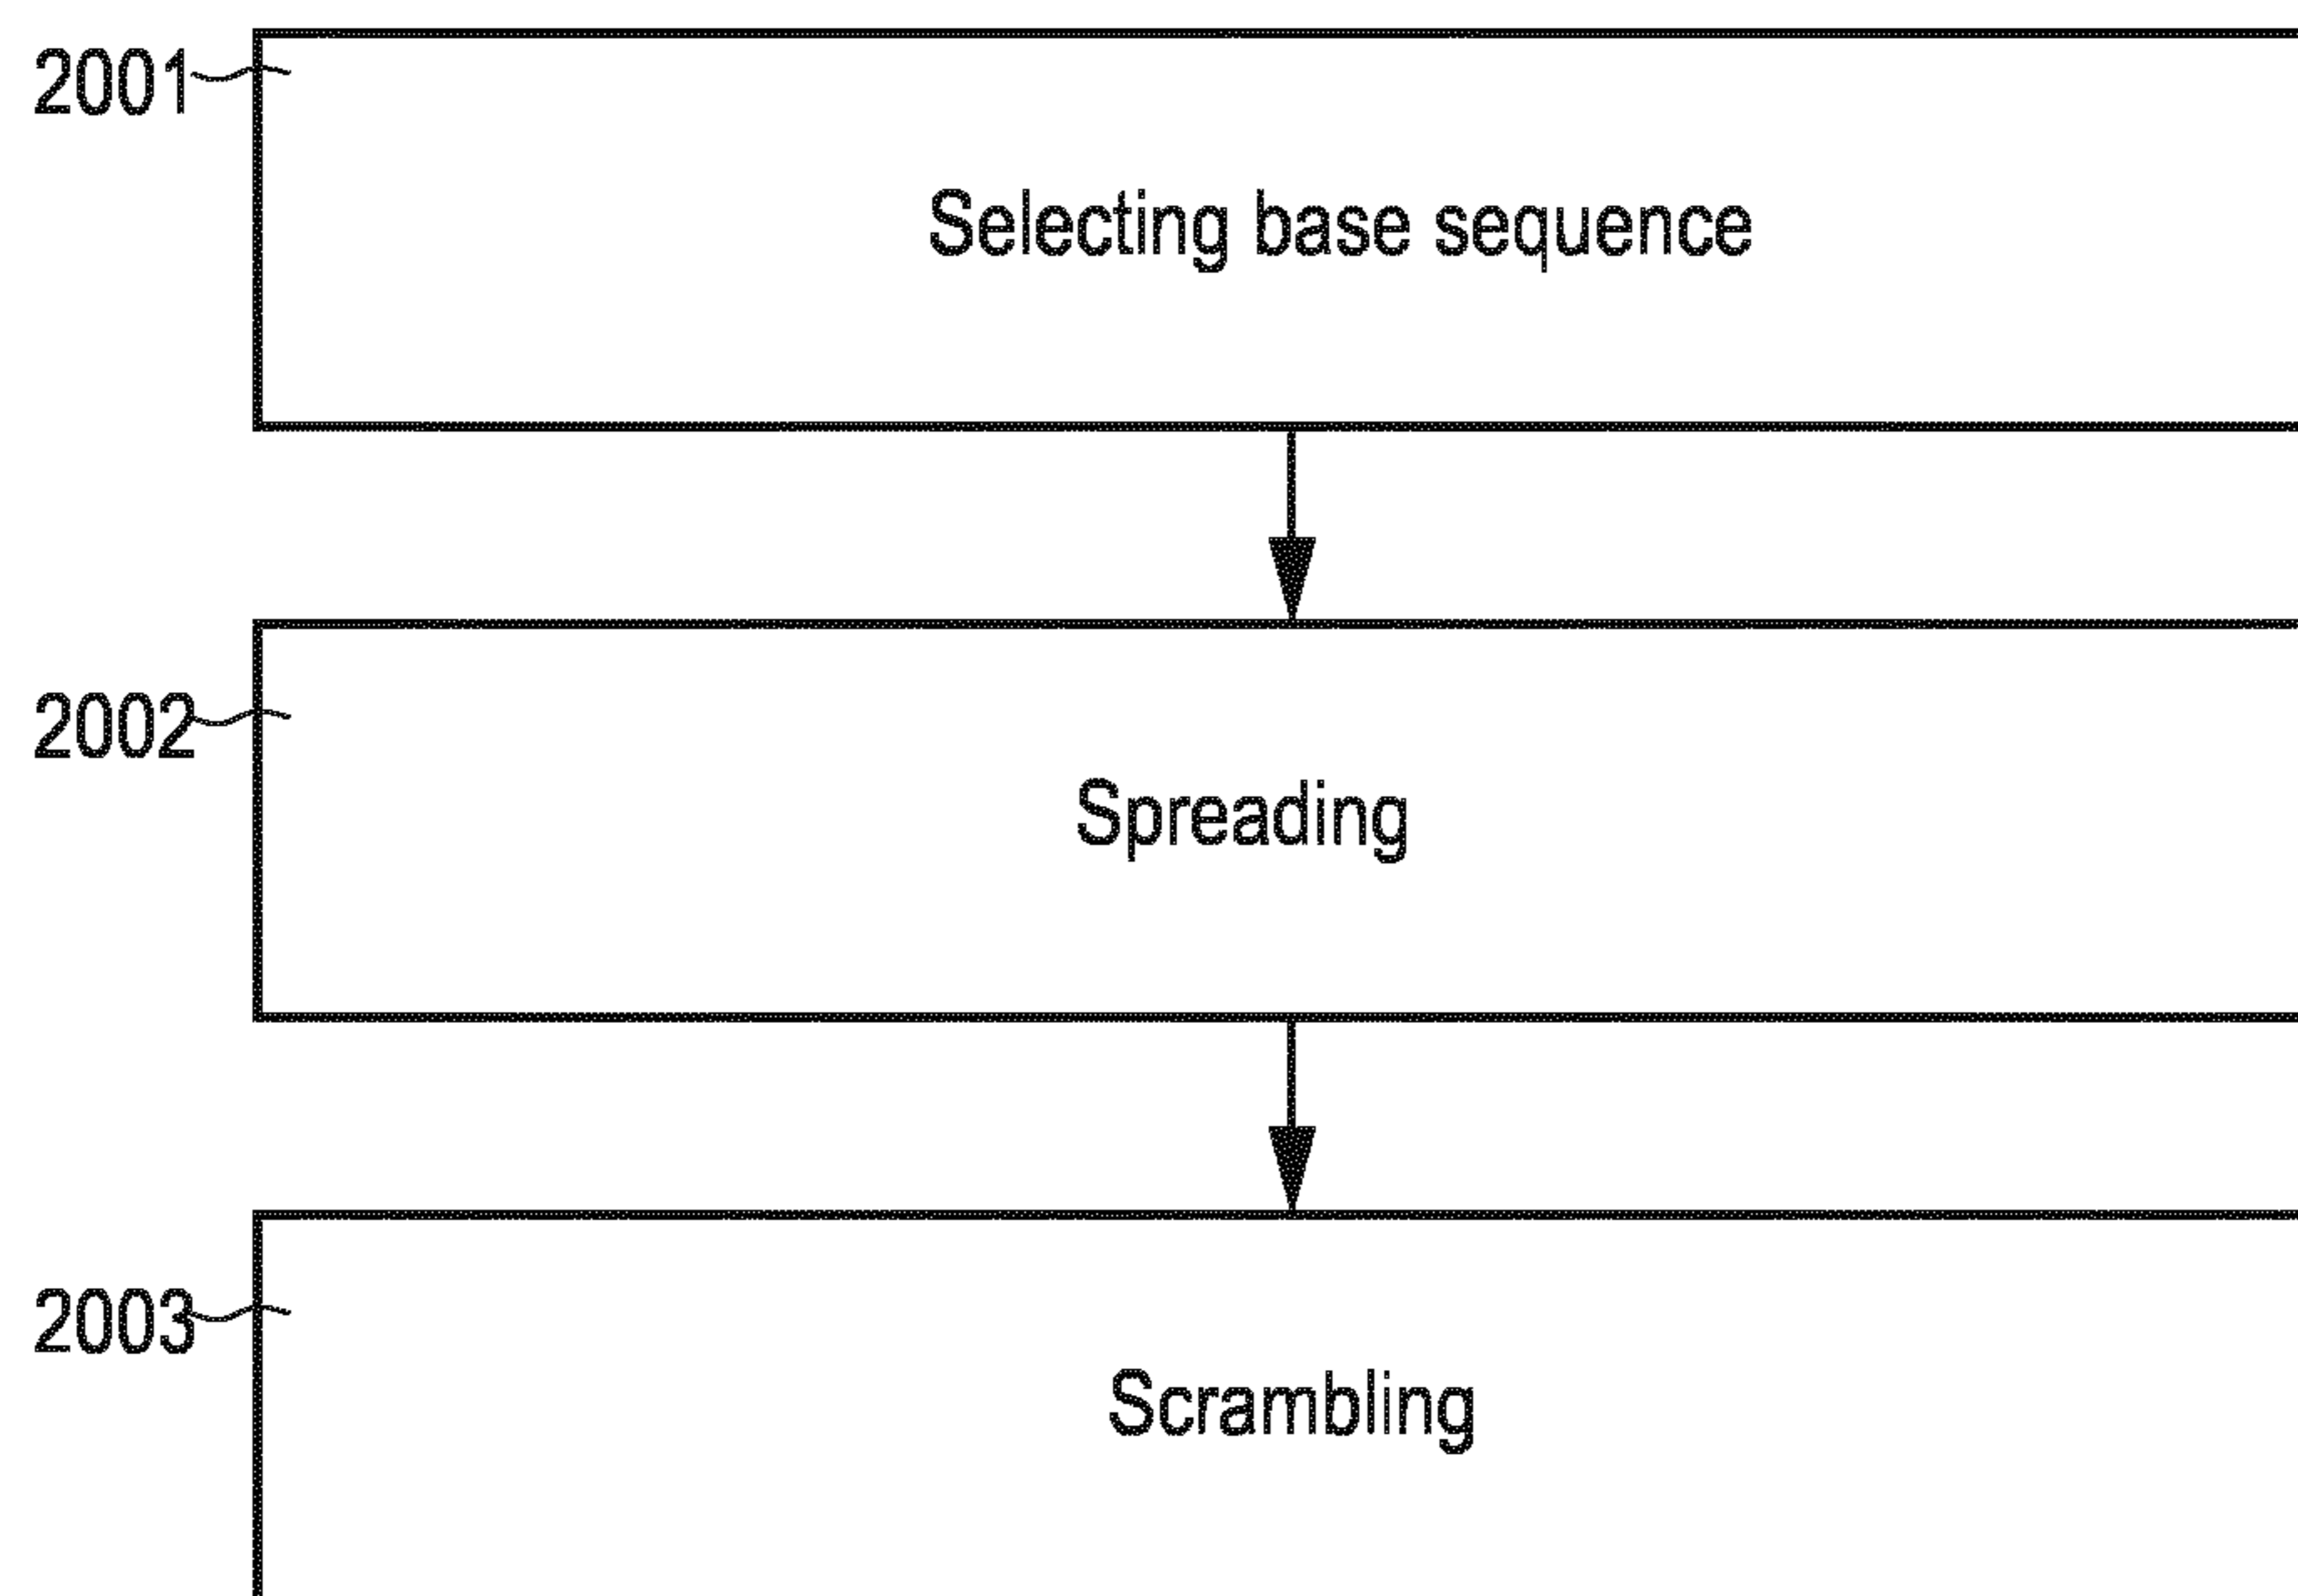 2001
Selecting base sequence
2002
Spreading
2003
Scrambling